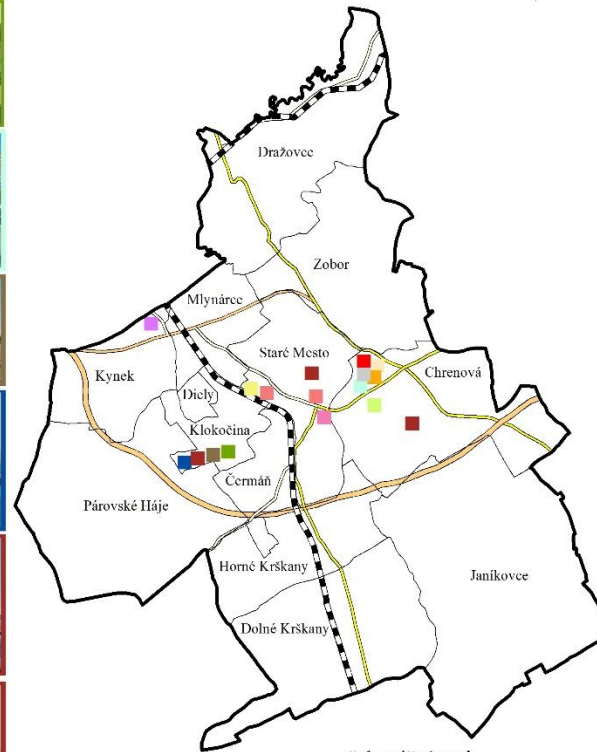 Dražovce
Zobor
Mlynárce
Staré Mesto
Chrenová
Kynek
Diely
Klokočina
Čermáň
Párovské Háje
Horné Krškany
Janíkovce
Dolné Krškany